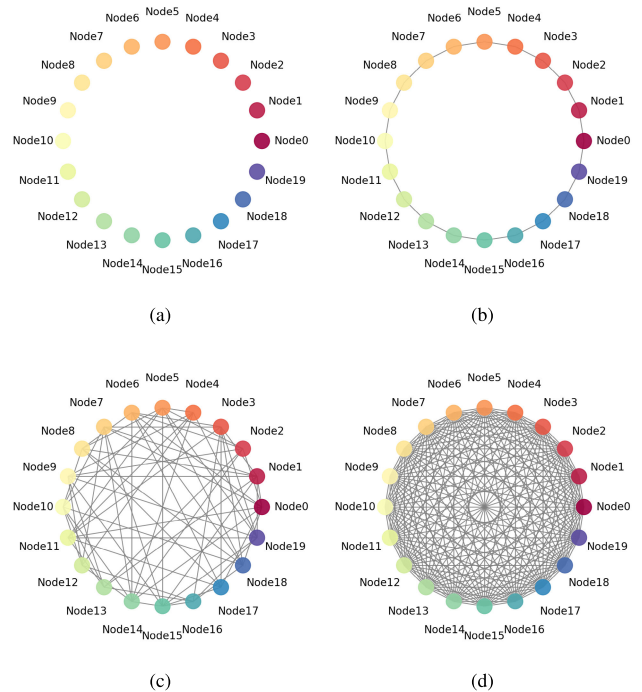 Node5 Node5
Node6 Node4 Node6 Node4
Node7 Node3 Node7 Node3
Node8 Node2 Node8 Node2
Node9 Node1 Node9 Node1
Node10 Node0 Node10 Node0
Node11 Node19 Node11 Node19
Node12 Node18 Node12 Node18
Node13 Node17 Node13 Node17
Node14 Node16 Node14 Node16
Node15 Node15
(a) (b)
Node5 Node5
Node6 Node4 Node6 Node4
Node7 Node3 Node7 Node3
Node8 Node2 Node8 Node2
Node9 Node1 Node9 Node1
Node10 Node0 Node10 Node0
Node11 Node19 Node11 Node19
Node12 Node18 Node12 Node18
Node13 Node17 Node13 Node17
Node14 Node16 Node14 Node16
Node15 Node15
(c) (d)